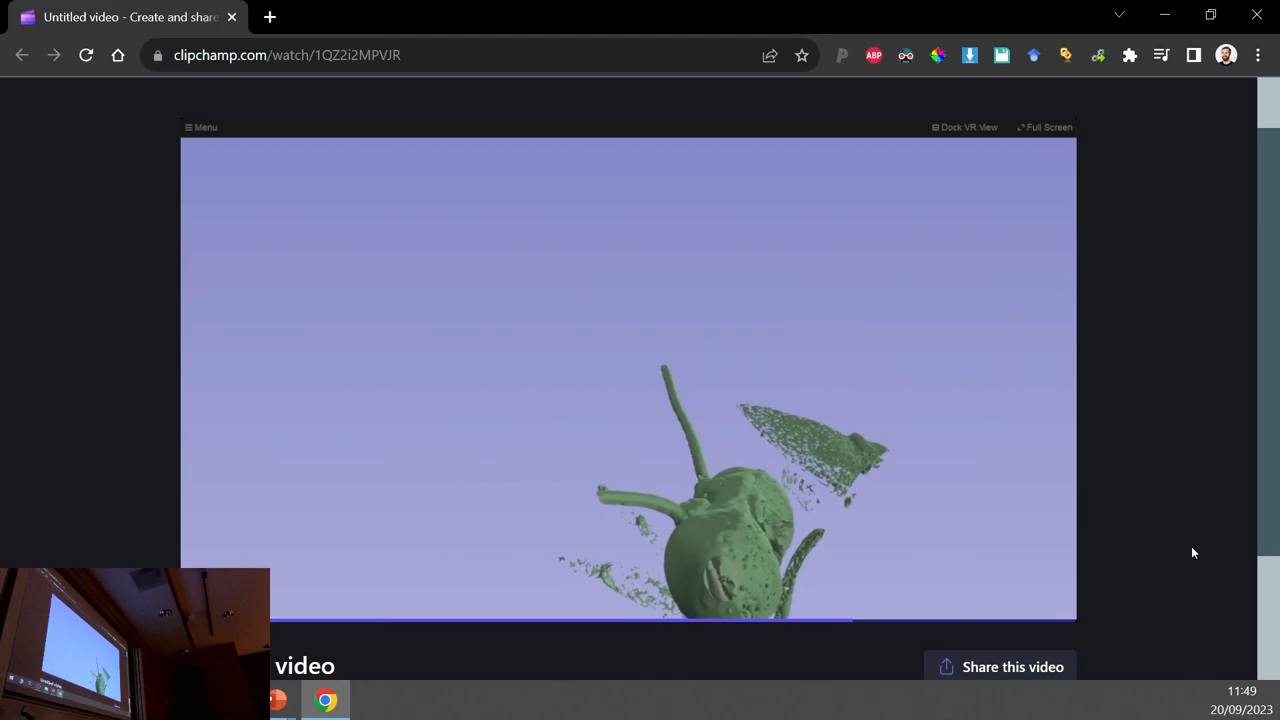 Untitled video - Create and share
clipchamp.com/watch/1QZ2i2MPVJR
ABP
Menu
Dock VR View
Full Screen
video
Share this video
11:49
20/09/2023